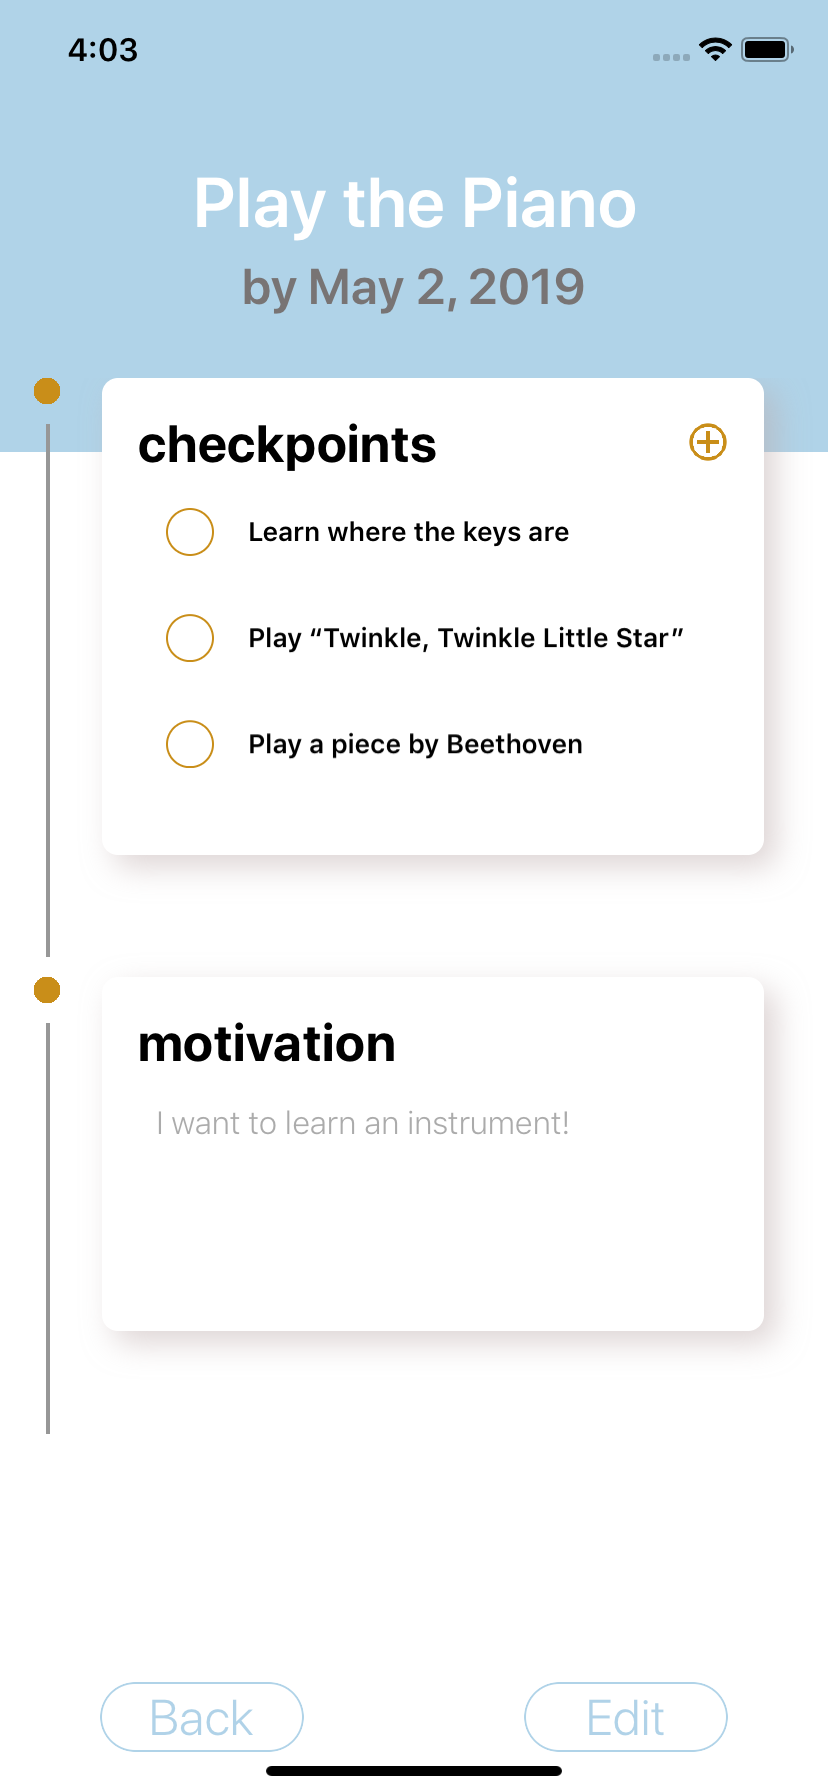 4:03
Play the Piano
by May 2, 2019
checkpoints
Learn where the keys are
Play “Twinkle, Twinkle Little Star”
Play a piece by Beethoven
motivation
I want to learn an instrument!
Back
Edit